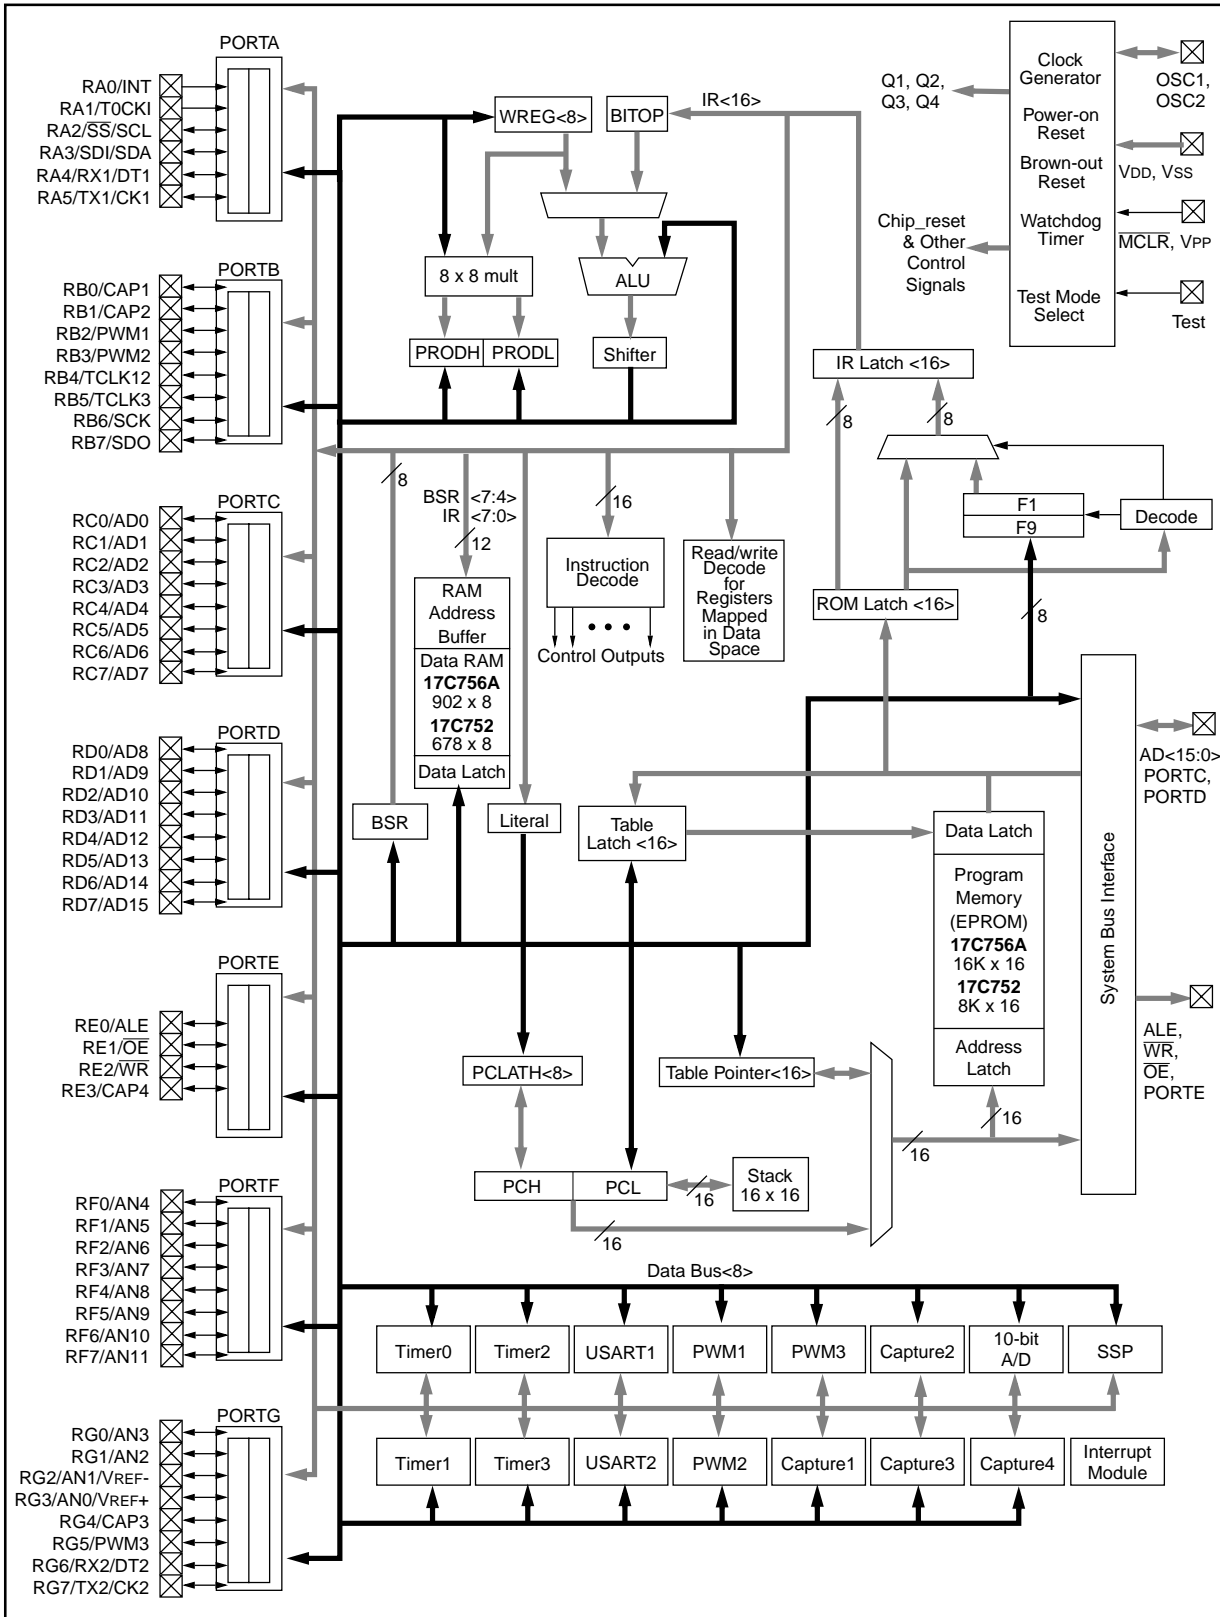 PORTA
RA0/INT
RA1/T0CKI
RA2/SS/SCL
RA3/SDI/SDA
RA4/RX1/DT1
RA5/TX1/CK1
PORTB
RB0/CAP1
RB1/CAP2
RB2/PWM1
RB3/PWM2
RB4/TCLK12
RB5/TCLK3
RB6/SCK
RB7/SDO
PORTC
RC0/AD0
RC1/AD1
RC2/AD2
RC3/AD3
RC4/AD4
RC5/AD5
RC6/AD6
RC7/AD7
PORTD
RD0/AD8
RD1/AD9
RD2/AD10
RD3/AD11
RD4/AD12
RD5/AD13
RD6/AD14
RD7/AD15
PORTE
RE0/ALE
RE1/OE
RE2/WR
RE3/CAP4
PORTF
RF0/AN4
RF1/AN5
RF2/AN6
RF3/AN7
RF4/AN8
RF5/AN9
RF6/AN10
RF7/AN11
PORTG
RG0/AN3
RG1/AN2
RG2/AN1/VREF-
RG3/AN0/VREF+
RG4/CAP3
RG5/PWM3
RG6/RX2/DT2
RG7/TX2/CK2
WREG<8>
BITOP
IR<16>
8 x 8 mult
ALU
PRODH
PRODL
Shifter
Q1, Q2,
Q3, Q4
Chip_reset
& Other
Control
Signals
Clock
Generator
Power-on
Reset
Brown-out
Reset
Watchdog
Timer
Test Mode
Select
OSC1,
OSC2
VDD, VSS
MCLR, VPP
Test
IR Latch <16>
8
8
F1
F9
Decode
ROM Latch <16>
8
8
BSR <7:4>
IR <7:0>
12
16
RAM
Address
Buffer
Data RAM
17C756A
902 x 8
17C752
678 x 8
Data Latch
Instruction
Decode
Control Outputs
Read/write
Decode
for
Registers
Mapped
in Data
Space
BSR
Literal
Table
Latch <16>
Data Latch
Program
Memory
(EPROM)
17C756A
16K x 16
17C752
8K x 16
Address
Latch
System Bus Interface
AD<15:0>
PORTC,
PORTD
ALE,
WR,
OE,
PORTE
PCLATH<8>
Table Pointer<16>
16
16
PCH
PCL
16
Stack
16 x 16
16
Data Bus<8>
Timer0
Timer2
USART1
PWM1
PWM3
Capture2
10-bit
A/D
SSP
Timer1
Timer3
USART2
PWM2
Capture1
Capture3
Capture4
Interrupt
Module